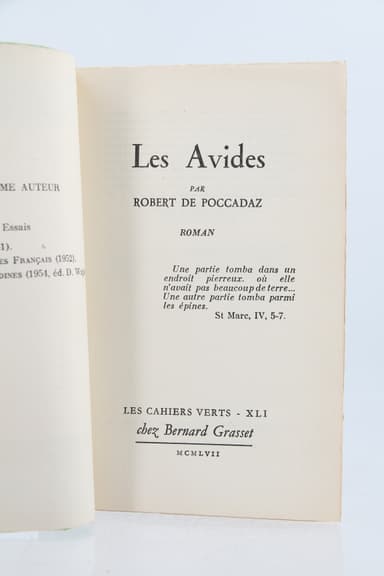 ME AUTEUR
Essais
1).
ES FRANÇAIS (1952).
OINES (1954, éd. D. Wap
Les Avides
PAR
ROBERT DE POCCADAZ
ROMAN
Une partie tomba dans un
endroit pierreux. où elle
n'avait pas beaucoup de terre...
Une autre partie tomba parmi
les épines.
St Marc, IV, 5-7.
LES CAHIERS VERTS - XLI
chez Bernard Grasset
MCMLVII